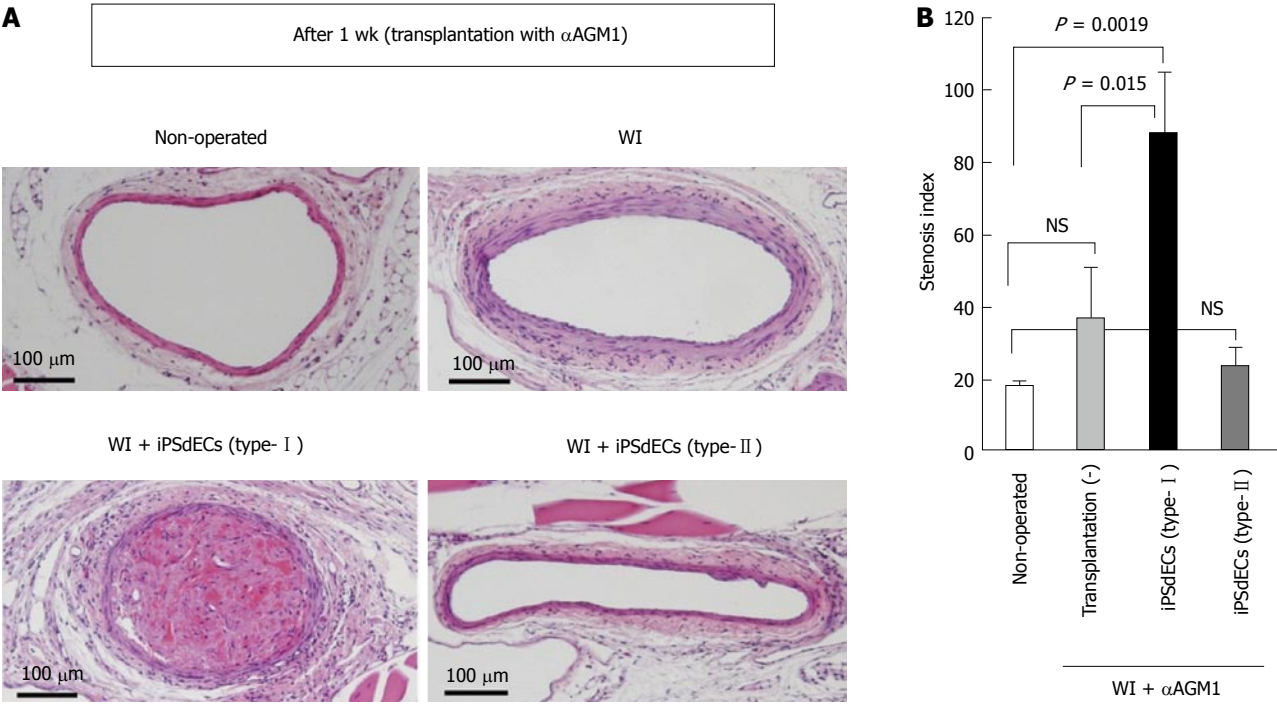 A
After 1 wk (transplantation with αAGM1)
Non-operated
WI
100 μm
100 μm
WI + iPSdECs (type-Ⅰ)
WI + iPSdECs (type-Ⅱ)
100 μm
100 μm
B
Stenosis index
120
100
80
60
40
20
0
P = 0.0019
P = 0.015
NS
NS
Non-operated
Transplantation (-)
iPSdECs (type-Ⅰ)
iPSdECs (type-Ⅱ)
WI + αAGM1